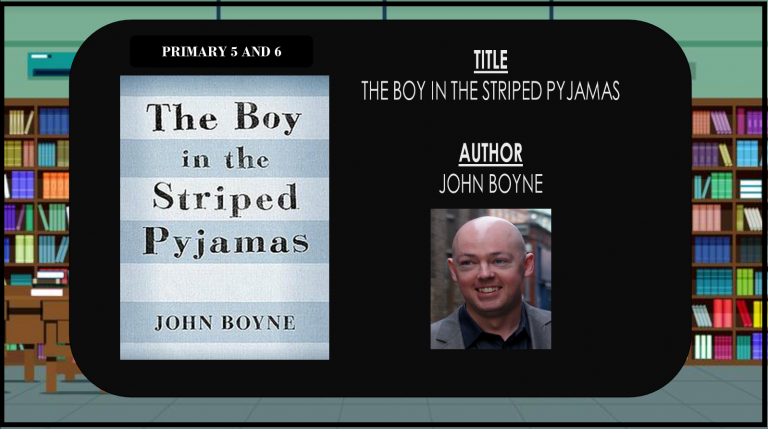 PRIMARY 5 AND 6
The Boy
in the
Striped
Pyjamas
JOHN BOYNE
TITLE
THE BOY IN THE STRIPED PYJAMAS
AUTHOR
JOHN BOYNE